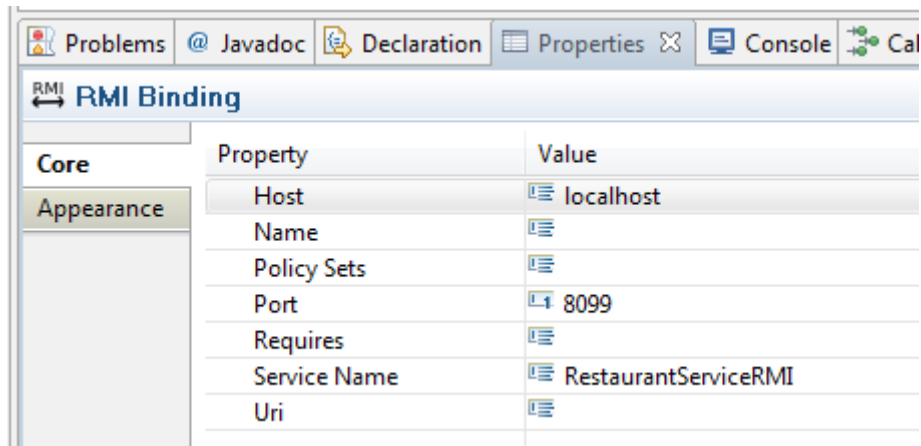 Problems @ Javadoc Declaration Properties Console Cal
RMI RMI Binding
Core
Appearance
Property Value
Host localhost
Name
Policy Sets
Port 8099
Requires
Service Name RestaurantServiceRMI
Uri